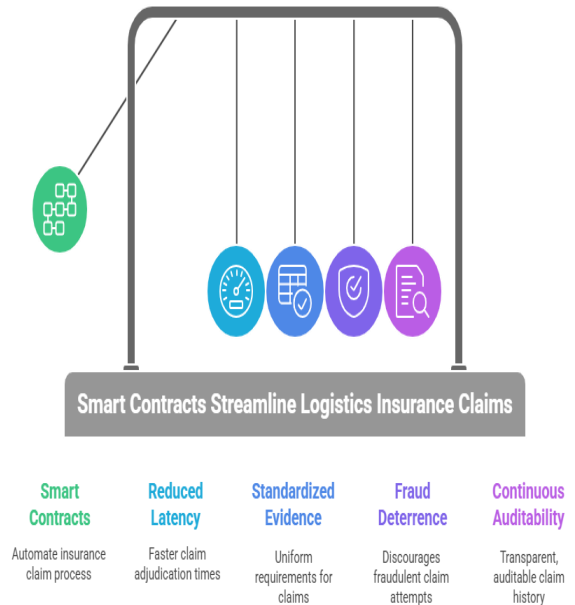 Smart Contracts Streamline Logistics Insurance Claims
Smart
Contracts
Automate insurance
claim process
Reduced
Latency
Faster claim
adjudication times
Standardized
Evidence
Uniform
requirements for
claims
Fraud
Deterrence
Discourages
fraudulent claim
attempts
Continuous
Auditability
Transparent,
auditable claim
history